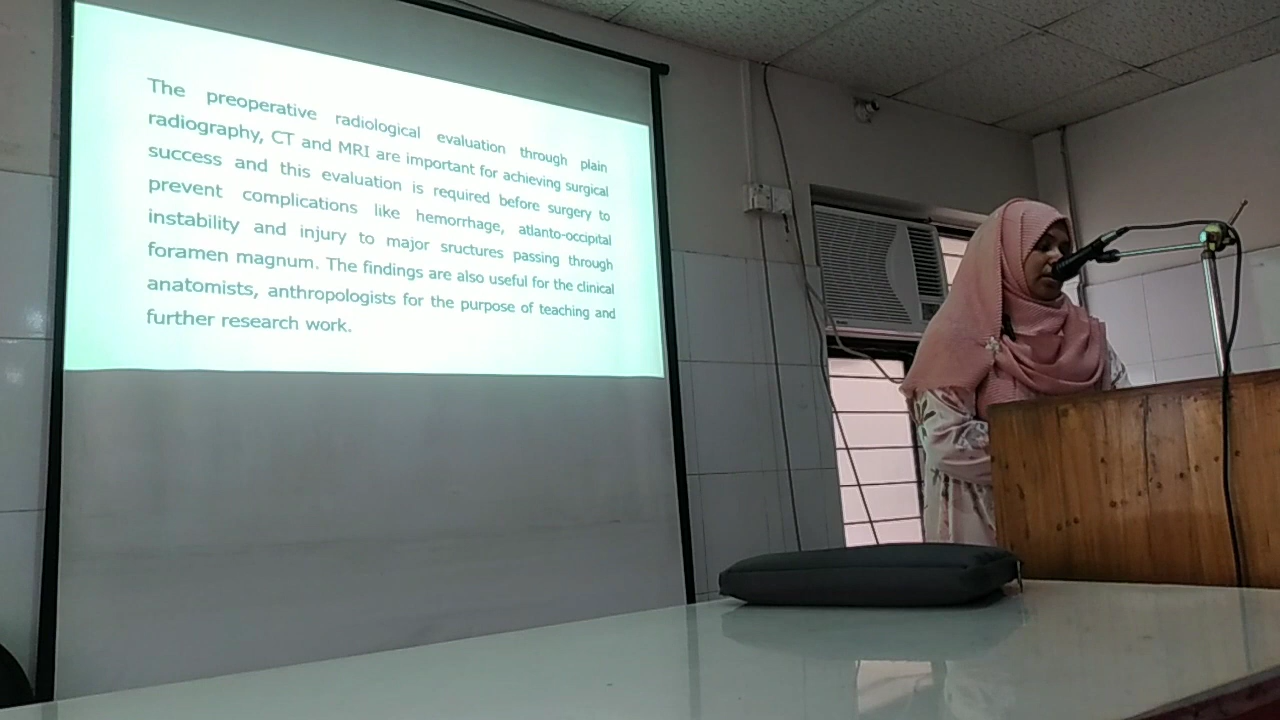 The preoperative radiological evaluation through plain
radiography, CT and MRI are important for achieving surgical
success and this evaluation is required before surgery to
prevent complications like hemorrhage, atlanto-occipital
instability and injury to major sructures passing through
foramen magnum. The findings are also useful for the clinical
anatomists, anthropologists for the purpose of teaching and
further research work.